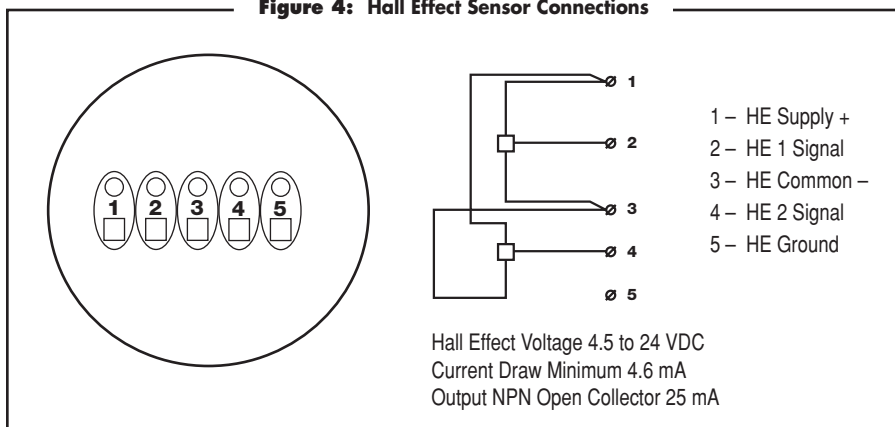 Figure 4: Hall Effect Sensor Connections
1 2 3 4 5
ø 1
ø 2
ø 3
ø 4
ø 5
1 – HE Supply +
2 – HE 1 Signal
3 – HE Common –
4 – HE 2 Signal
5 – HE Ground
Hall Effect Voltage 4.5 to 24 VDC
Current Draw Minimum 4.6 mA
Output NPN Open Collector 25 mA